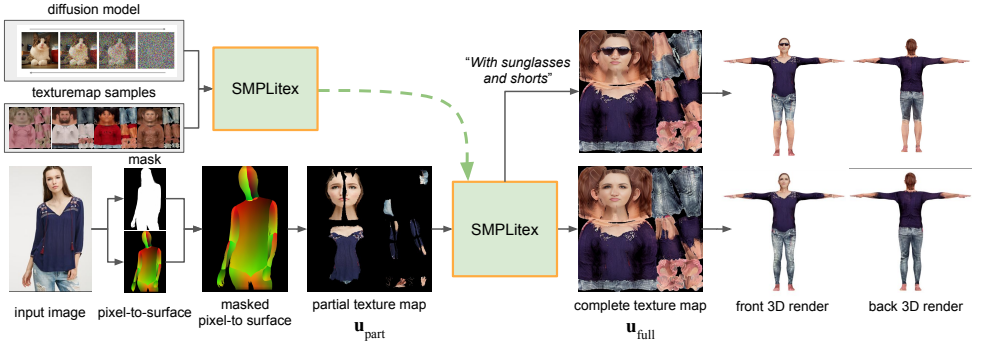 diffusion model
texturemap samples
SMPLitex
"With sunglasses
and shorts"
mask
SMPLitex
input image
pixel-to-surface
masked
pixel-to surface
partial texture map
u_part
complete texture map
u_full
front 3D render
back 3D render